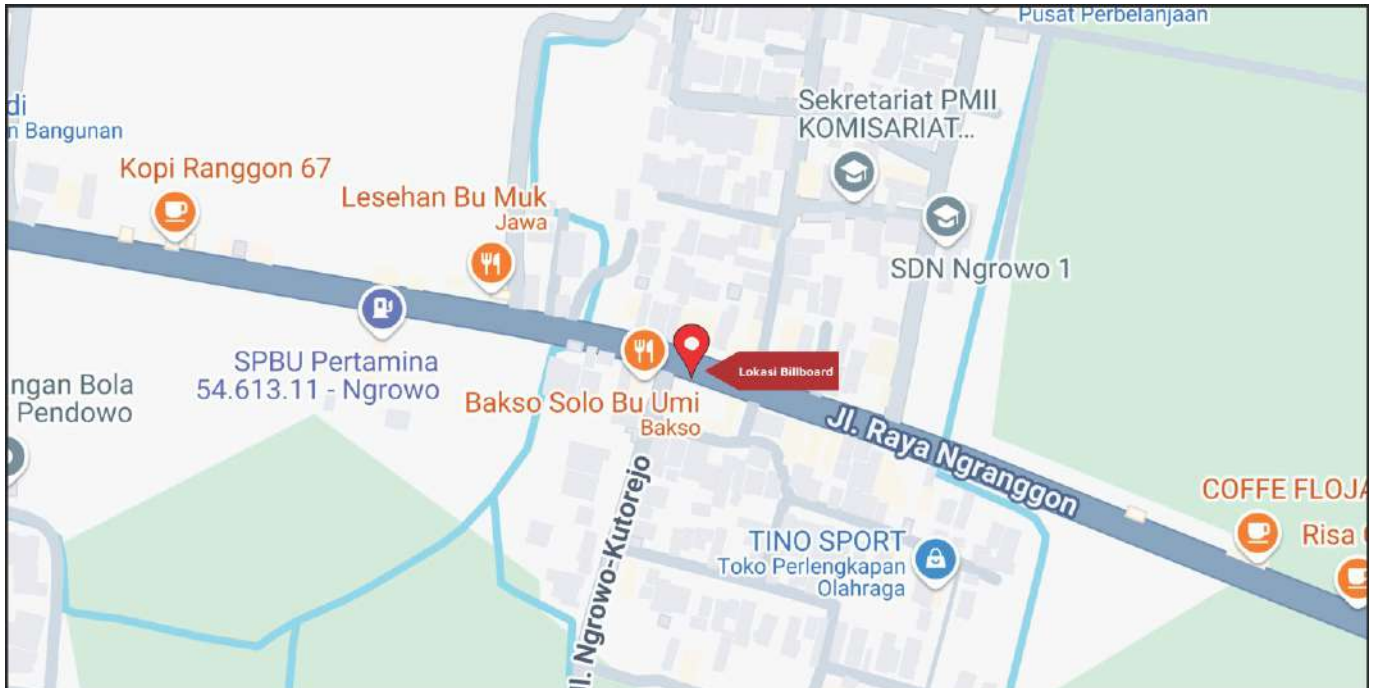 Pusat Perbelanjaan
di
n Bangunan
Sekretariat PMII
KOMISARIAT...
Kopi Ranggon 67
Lesehan Bu Muk
Jawa
SDN Ngrowo 1
SPBU Pertamina
54.613.11 - Ngrowo
Lokasi Billboard
ngan Bola
Pendowo
Bakso Solo Bu Umi
Bakso
Jl. Raya Ngranggon
Jl. Ngrowo-Kutorejo
COFFE FLOJA
Risa
TINO SPORT
Toko Perlengkapan
Olahraga